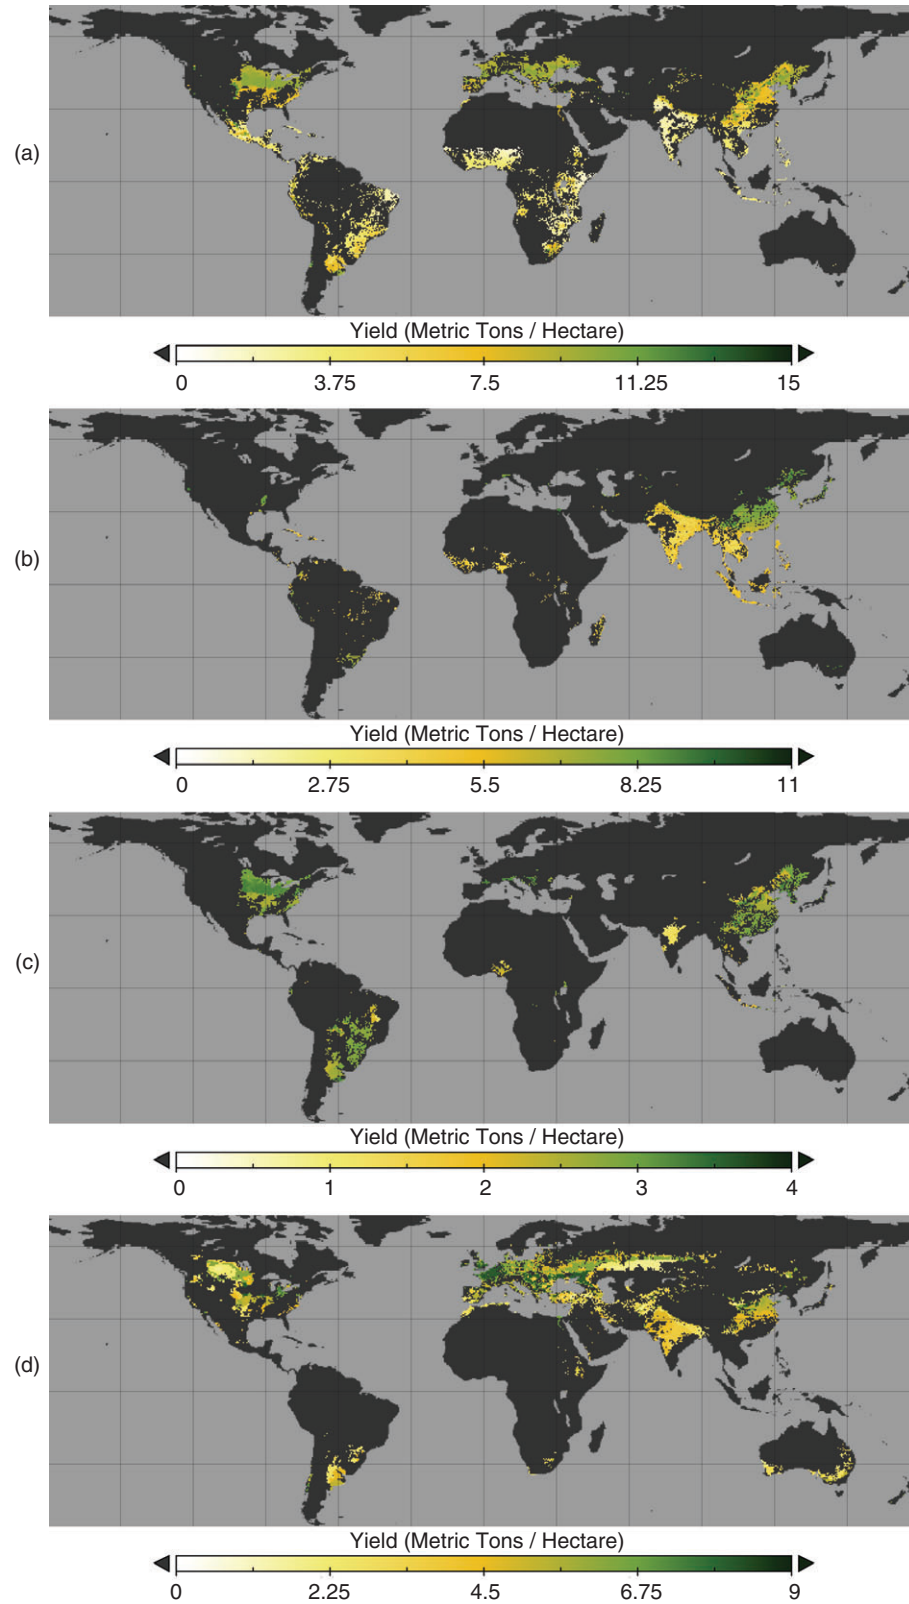 (a)
Yield (Metric Tons / Hectare)
0 3.75 7.5 11.25 15
(b)
Yield (Metric Tons / Hectare)
0 2.75 5.5 8.25 11
(c)
Yield (Metric Tons / Hectare)
0 1 2 3 4
(d)
Yield (Metric Tons / Hectare)
0 2.25 4.5 6.75 9